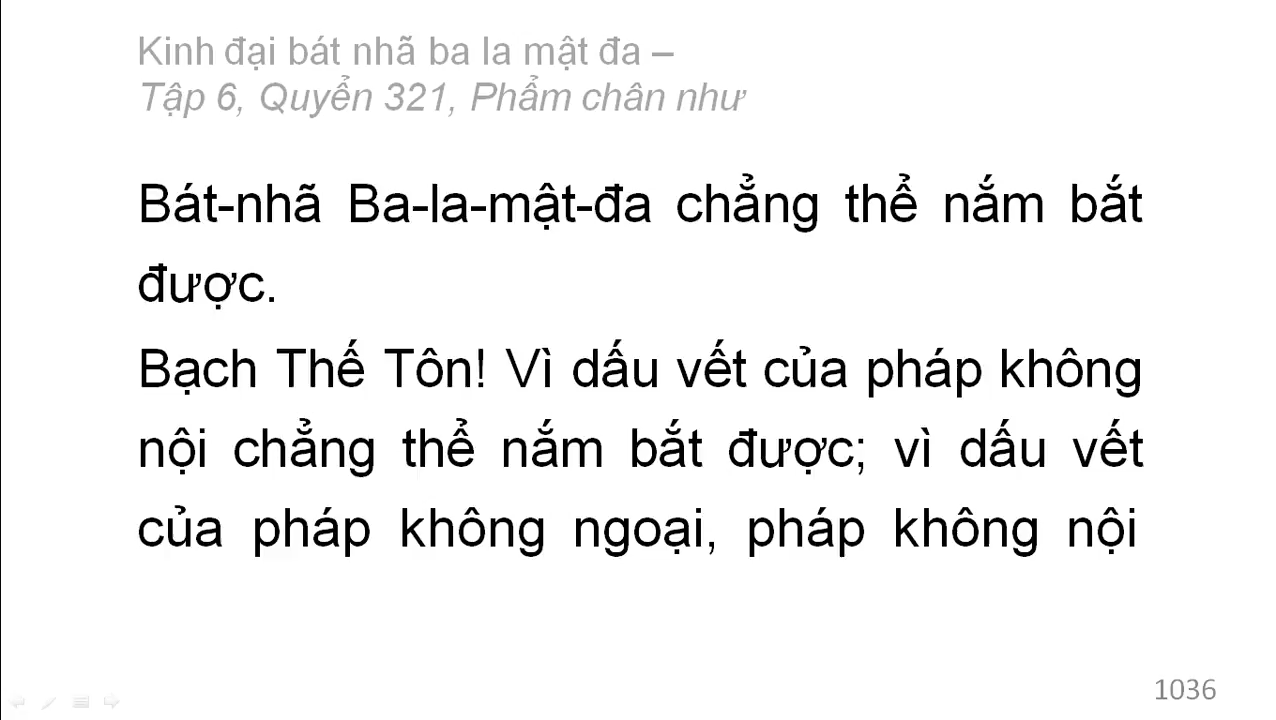 Kinh đại bát nhã ba la mật đa –
Tập 6, Quyển 321, Phẩm chân như
Bát-nhã Ba-la-mật-đa chẳng thể nắm bắt
được.
Bạch Thế Tôn! Vì dấu vết của pháp không
nội chẳng thể nắm bắt được; vì dấu vết
của pháp không ngoại, pháp không nội
1036